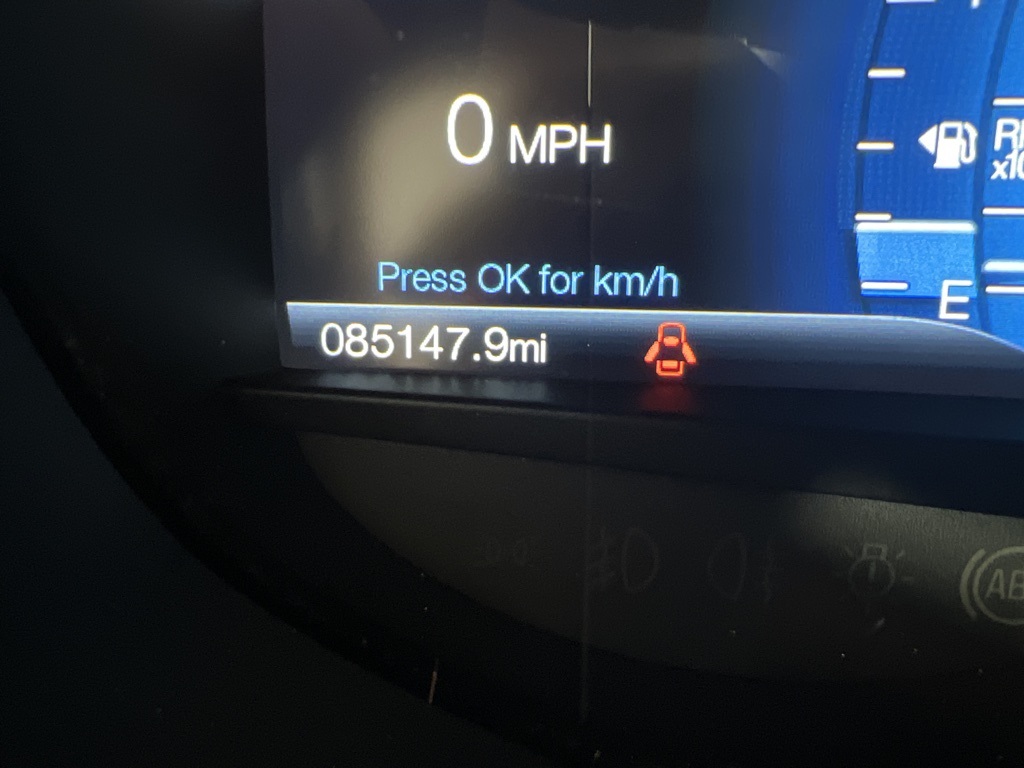 0 MPH
Press OK for km/h
085147.9mi
E